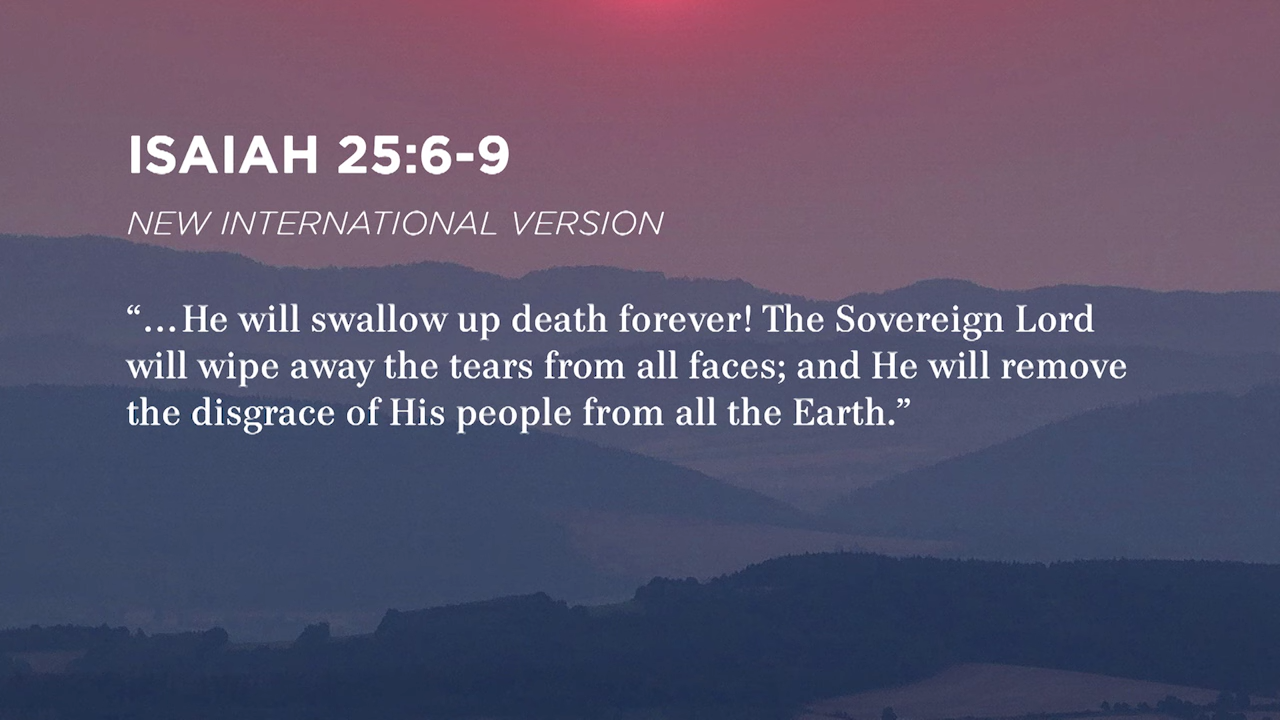 ISAIAH 25:6-9
NEW INTERNATIONAL VERSION
“…He will swallow up death forever! The Sovereign Lord
will wipe away the tears from all faces; and He will remove
the disgrace of His people from all the Earth.”